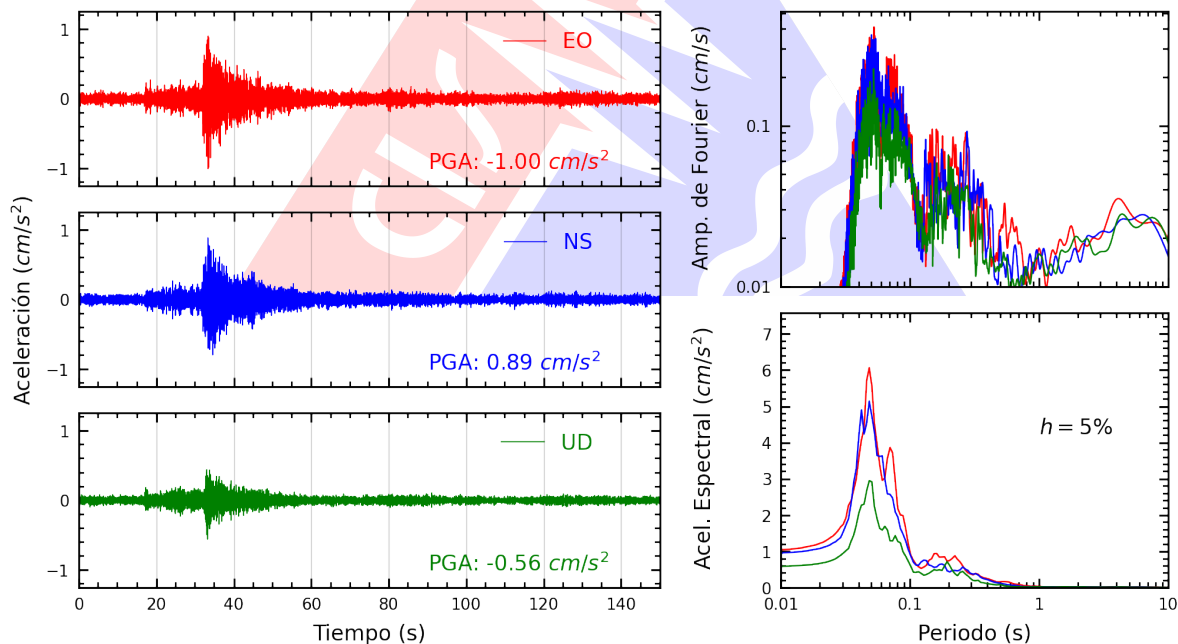 Aceleración (cm/s²)
1
0
−1
EO
PGA: -1.00 cm/s²
1
0
−1
NS
PGA: 0.89 cm/s²
1
0
−1
UD
PGA: -0.56 cm/s²
0 20 40 60 80 100 120 140
Tiempo (s)
Amp. de Fourier (cm/s)
0.1
0.01
Acel. Espectral (cm/s²)
7
6
5
4
3
2
1
0
h = 5%
0.01 0.1 1 10
Periodo (s)